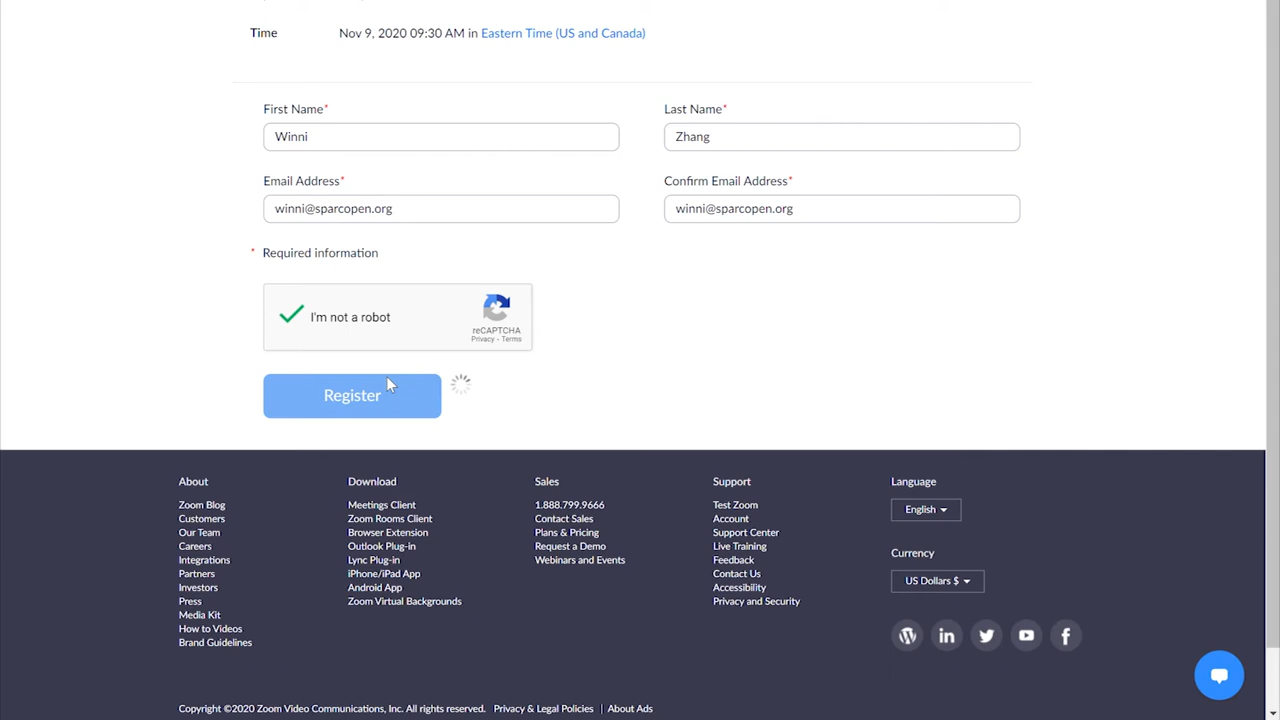 Time Nov 9, 2020 09:30 AM in Eastern Time (US and Canada)
First Name* Last Name*
Winni Zhang
Email Address* Confirm Email Address*
winni@sparcopen.org winni@sparcopen.org
* Required information
I'm not a robot
reCAPTCHA
Privacy - Terms
Register
About
Zoom Blog
Customers
Our Team
Careers
Integrations
Partners
Investors
Press
Media Kit
How to Videos
Brand Guidelines
Download
Meetings Client
Zoom Rooms Client
Browser Extension
Outlook Plug-in
Lync Plug-in
iPhone/iPad App
Android App
Zoom Virtual Backgrounds
Sales
1.888.799.9666
Contact Sales
Plans & Pricing
Request a Demo
Webinars and Events
Support
Test Zoom
Account
Support Center
Live Training
Feedback
Contact Us
Accessibility
Privacy and Security
Language
English
Currency
US Dollars $
Copyright ©2020 Zoom Video Communications, Inc. All rights reserved. Privacy & Legal Policies | About Ads